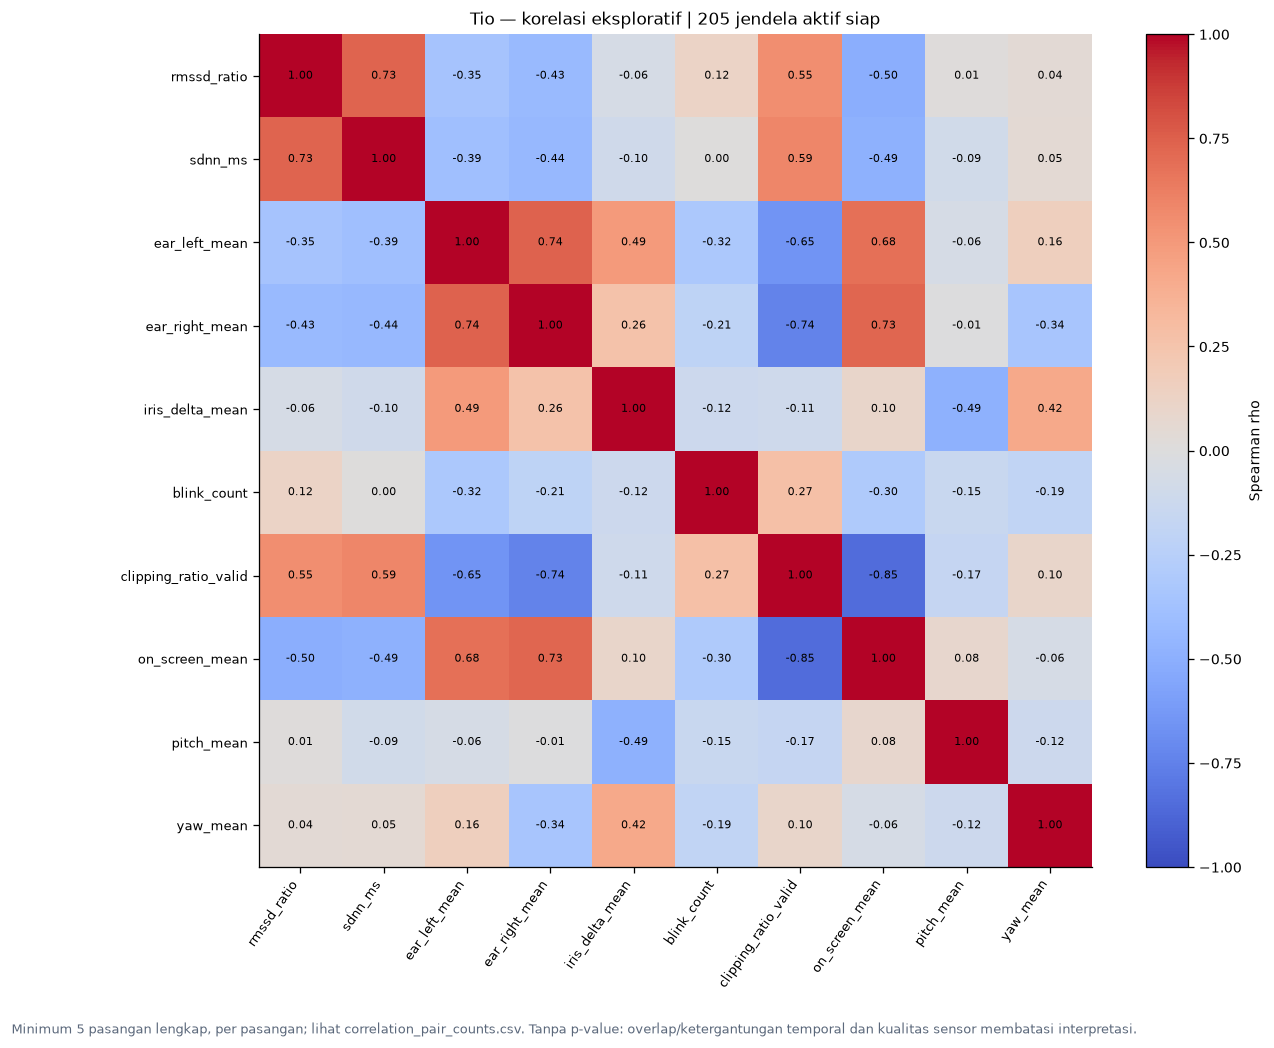 Tio — korelasi eksploratif | 205 jendela aktif siap
rmssd_ratio 1.00 0.73 -0.35 -0.43 -0.06 0.12 0.55 -0.50 0.01 0.04
sdnn_ms 0.73 1.00 -0.39 -0.44 -0.10 0.00 0.59 -0.49 -0.09 0.05
ear_left_mean -0.35 -0.39 1.00 0.74 0.49 -0.32 -0.65 0.68 -0.06 0.16
ear_right_mean -0.43 -0.44 0.74 1.00 0.26 -0.21 -0.74 0.73 -0.01 -0.34
iris_delta_mean -0.06 -0.10 0.49 0.26 1.00 -0.12 -0.11 0.10 -0.49 0.42
blink_count 0.12 0.00 -0.32 -0.21 -0.12 1.00 0.27 -0.30 -0.15 -0.19
clipping_ratio_valid 0.55 0.59 -0.65 -0.74 -0.11 0.27 1.00 -0.85 -0.17 0.10
on_screen_mean -0.50 -0.49 0.68 0.73 0.10 -0.30 -0.85 1.00 0.08 -0.06
pitch_mean 0.01 -0.09 -0.06 -0.01 -0.49 -0.15 -0.17 0.08 1.00 -0.12
yaw_mean 0.04 0.05 0.16 -0.34 0.42 -0.19 0.10 -0.06 -0.12 1.00
rmssd_ratio
sdnn_ms
ear_left_mean
ear_right_mean
iris_delta_mean
blink_count
clipping_ratio_valid
on_screen_mean
pitch_mean
yaw_mean
1.00
0.75
0.50
0.25
0.00
−0.25
−0.50
−0.75
−1.00
Spearman rho
Minimum 5 pasangan lengkap, per pasangan; lihat correlation_pair_counts.csv. Tanpa p-value: overlap/ketergantungan temporal dan kualitas sensor membatasi interpretasi.